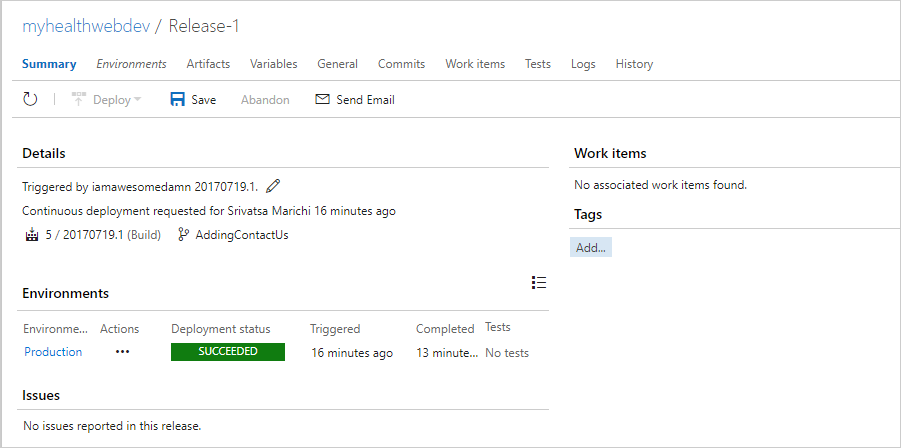 myhealthwebdev / Release-1
Summary Environments Artifacts Variables General Commits Work items Tests Logs History
Deploy Save Abandon Send Email
Details
Triggered by iamawesomedamn 20170719.1.
Continuous deployment requested for Srivatsa Marichi 16 minutes ago
5 / 20170719.1 (Build) AddingContactUs
Work items
No associated work items found.
Tags
Add...
Environments
Environme... Actions Deployment status Triggered Completed Tests
Production ••• SUCCEEDED 16 minutes ago 13 minute... No tests
Issues
No issues reported in this release.